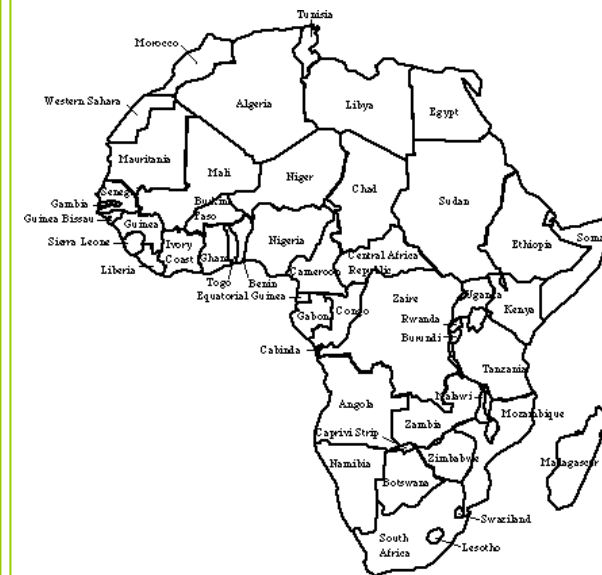 Tunisia
Morocco
Western Sahara
Algeria
Libya
Egypt
Mauritania
Mali
Niger
Chad
Sudan
Senegal
Gambia
Guinea Bissau
Guinea
Sierra Leone
Liberia
Ivory
Coast
Burkina
Faso
Ghana
Togo
Benin
Nigeria
Cameroon
Central Africa
Republic
Ethiopia
Soma
Equatorial Guinea
Gabon
Congo
Zaire
Uganda
Kenya
Rwanda
Burundi
Cabinda
Tanzania
Angola
Malawi
Zambia
Mozambique
Caprivi Strip
Zimbabwe
Madagascar
Namibia
Botswana
Swaziland
South
Africa
Lesotho